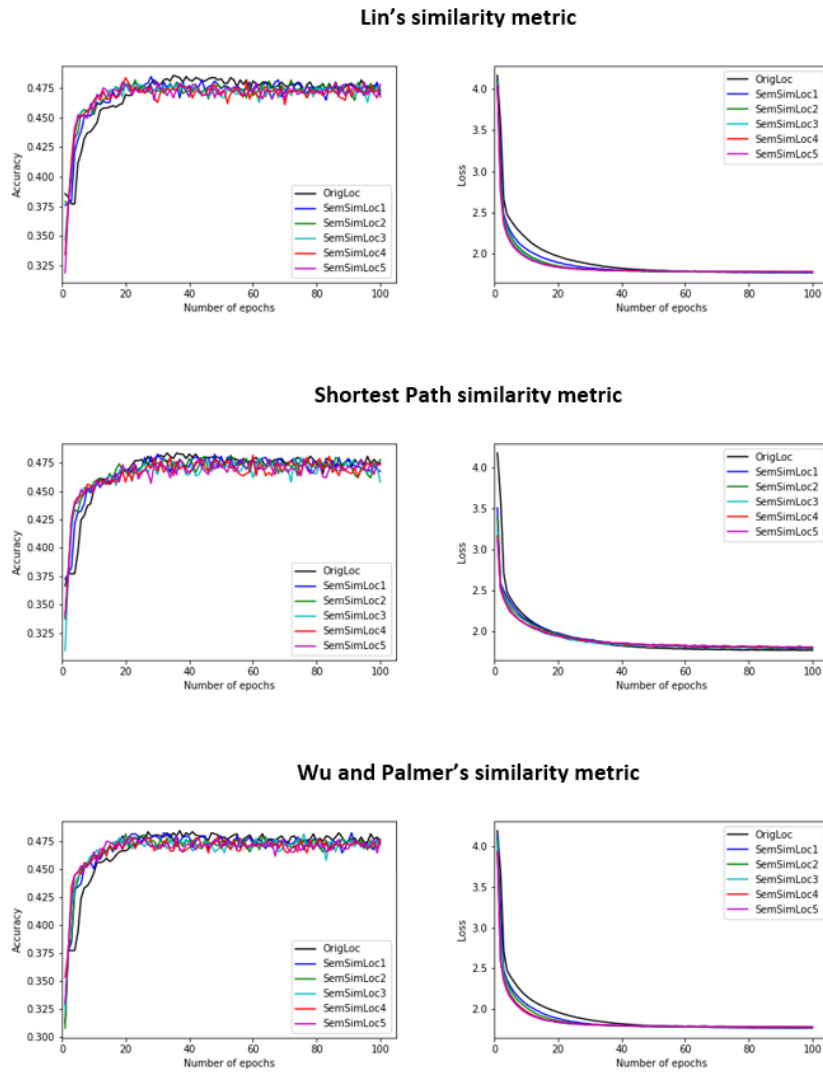 Lin's similarity metric
Accuracy
0.475
0.450
0.425
0.400
0.375
0.350
0.325
0
20
40
60
80
100
Number of epochs
OrigLoc
SemSimLoc1
SemSimLoc2
SemSimLoc3
SemSimLoc4
SemSimLoc5
Loss
4.0
3.5
3.0
2.5
2.0
0
20
40
60
80
100
Number of epochs
OrigLoc
SemSimLoc1
SemSimLoc2
SemSimLoc3
SemSimLoc4
SemSimLoc5
Shortest Path similarity metric
Accuracy
0.475
0.450
0.425
0.400
0.375
0.350
0.325
0
20
40
60
80
100
Number of epochs
OrigLoc
SemSimLoc1
SemSimLoc2
SemSimLoc3
SemSimLoc4
SemSimLoc5
Loss
4.0
3.5
3.0
2.5
2.0
0
20
40
60
80
100
Number of epochs
OrigLoc
SemSimLoc1
SemSimLoc2
SemSimLoc3
SemSimLoc4
SemSimLoc5
Wu and Palmer's similarity metric
Accuracy
0.475
0.450
0.425
0.400
0.375
0.350
0.325
0.300
0
20
40
60
80
100
Number of epochs
OrigLoc
SemSimLoc1
SemSimLoc2
SemSimLoc3
SemSimLoc4
SemSimLoc5
Loss
4.0
3.5
3.0
2.5
2.0
0
20
40
60
80
100
Number of epochs
OrigLoc
SemSimLoc1
SemSimLoc2
SemSimLoc3
SemSimLoc4
SemSimLoc5